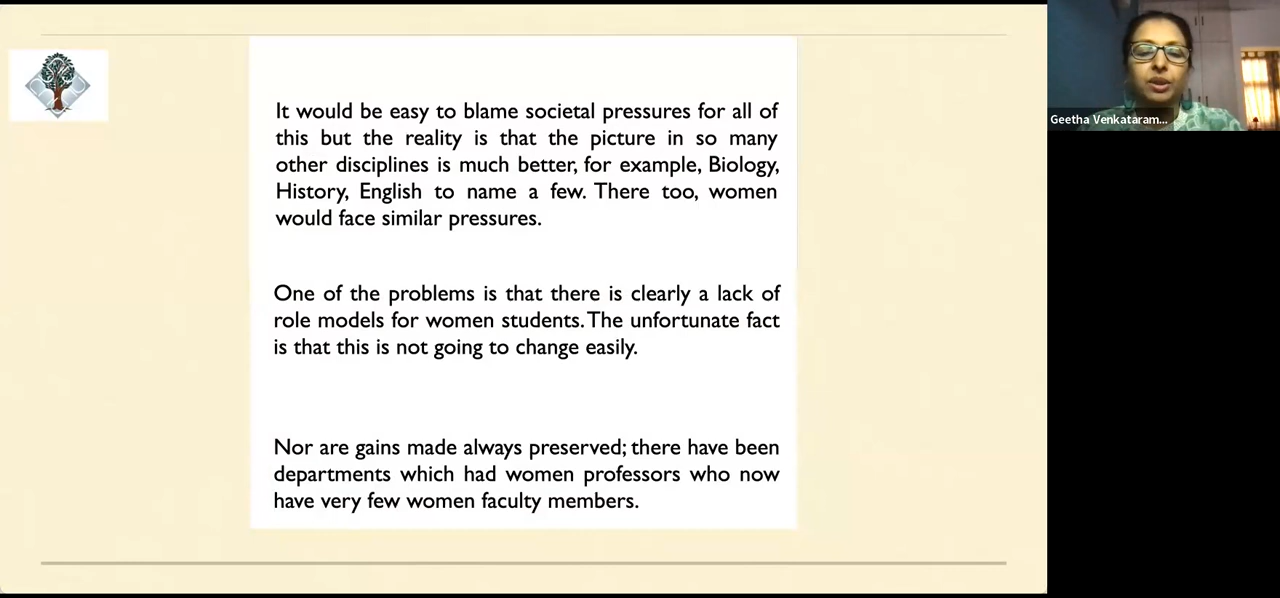 It would be easy to blame societal pressures for all of
this but the reality is that the picture in so many
other disciplines is much better, for example, Biology,
History, English to name a few. There too, women
would face similar pressures.
One of the problems is that there is clearly a lack of
role models for women students. The unfortunate fact
is that this is not going to change easily.
Nor are gains made always preserved; there have been
departments which had women professors who now
have very few women faculty members.
Geetha Venkataram...